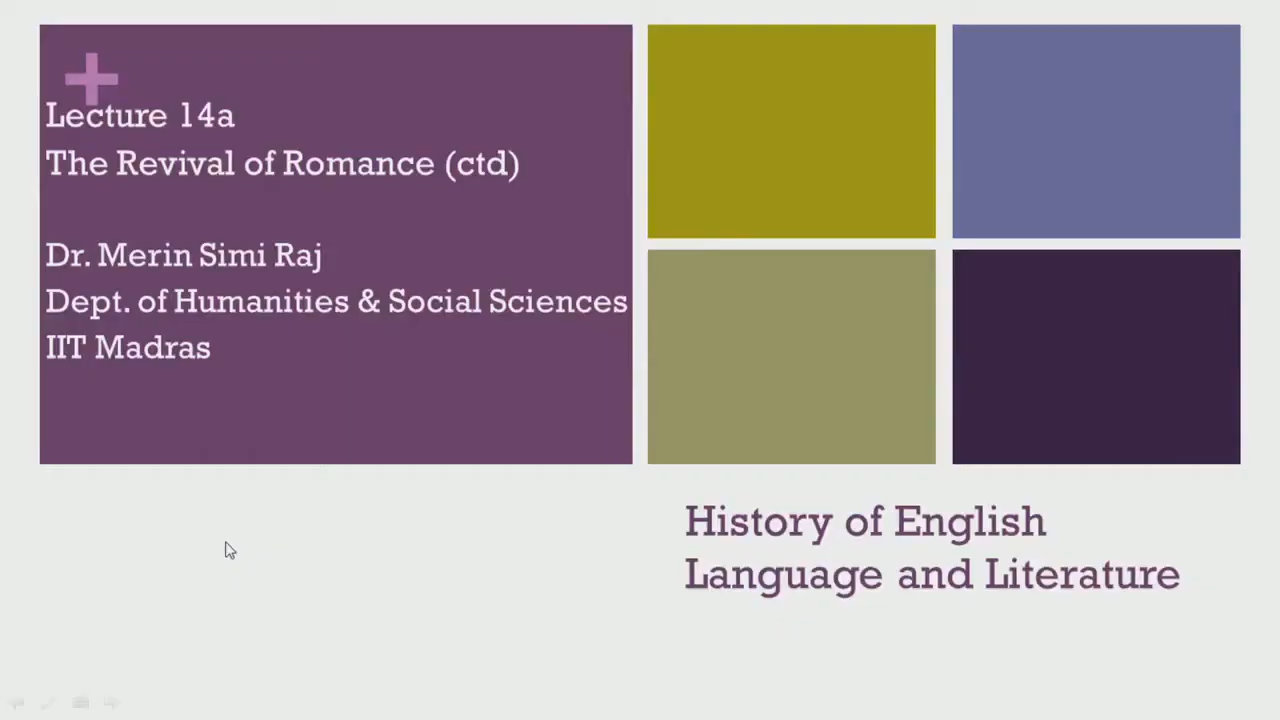 Lecture 14a
The Revival of Romance (ctd)
Dr. Merin Simi Raj
Dept. of Humanities & Social Sciences
IIT Madras
History of English
Language and Literature